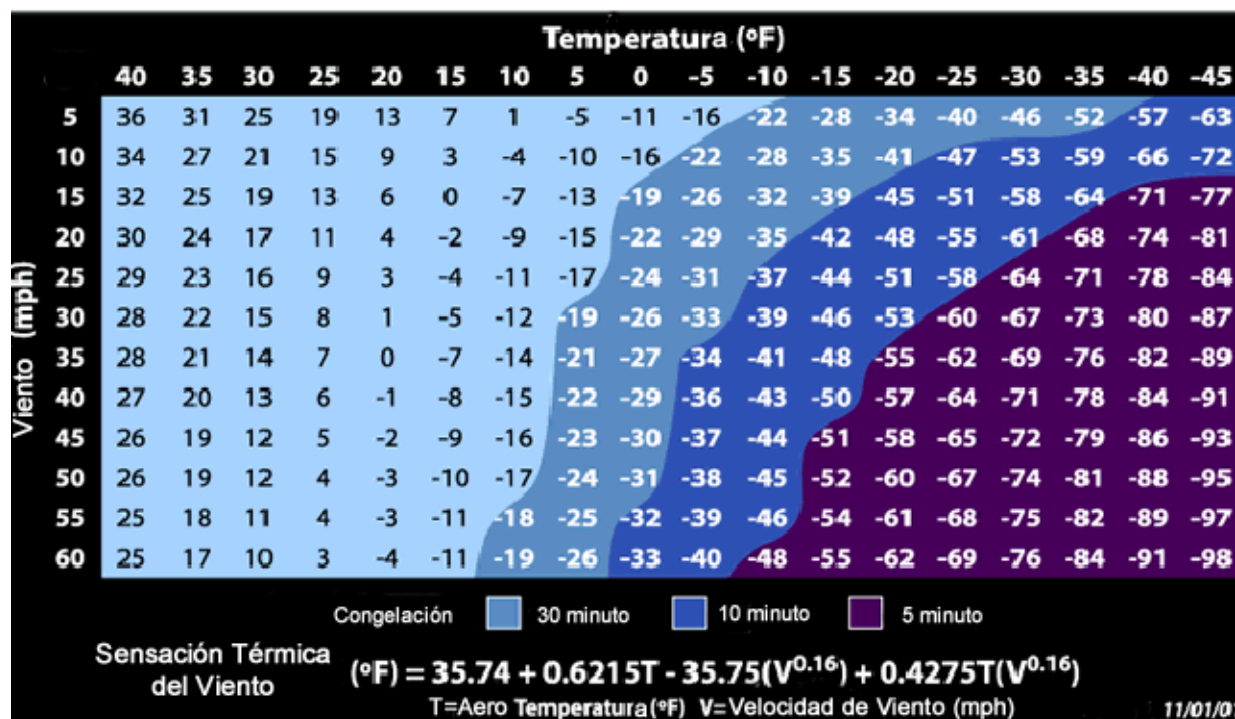 Temperatura (ºF)
40 35 30 25 20 15 10 5 0 -5 -10 -15 -20 -25 -30 -35 -40 -45
5 36 31 25 19 13 7 1 -5 -11 -16 -22 -28 -34 -40 -46 -52 -57 -63
10 34 27 21 15 9 3 -4 -10 -16 -22 -28 -35 -41 -47 -53 -59 -66 -72
15 32 25 19 13 6 0 -7 -13 -19 -26 -32 -39 -45 -51 -58 -64 -71 -77
20 30 24 17 11 4 -2 -9 -15 -22 -29 -35 -42 -48 -55 -61 -68 -74 -81
25 29 23 16 9 3 -4 -11 -17 -24 -31 -37 -44 -51 -58 -64 -71 -78 -84
30 28 22 15 8 1 -5 -12 -19 -26 -33 -39 -46 -53 -60 -67 -73 -80 -87
35 28 21 14 7 0 -7 -14 -21 -27 -34 -41 -48 -55 -62 -69 -76 -82 -89
40 27 20 13 6 -1 -8 -15 -22 -29 -36 -43 -50 -57 -64 -71 -78 -84 -91
45 26 19 12 5 -2 -9 -16 -23 -30 -37 -44 -51 -58 -65 -72 -79 -86 -93
50 26 19 12 4 -3 -10 -17 -24 -31 -38 -45 -52 -60 -67 -74 -81 -88 -95
55 25 18 11 4 -3 -11 -18 -25 -32 -39 -46 -54 -61 -68 -75 -82 -89 -97
60 25 17 10 3 -4 -11 -19 -26 -33 -40 -48 -55 -62 -69 -76 -84 -91 -98
Viento (mph)
Congelación 30 minuto 10 minuto 5 minuto
Sensación Térmica
del Viento
(ºF) = 35.74 + 0.6215T - 35.75(V^0.16) + 0.4275T(V^0.16)
T=Aero Temperatura (ºF) V=Velocidad de Viento (mph)